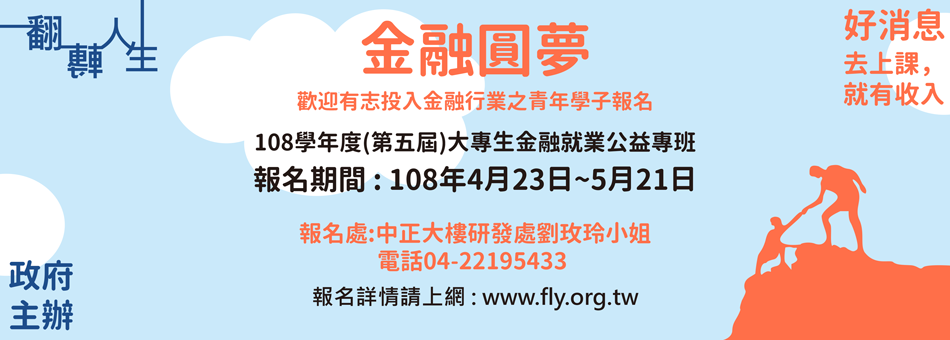 翻轉人生
金融圓夢
歡迎有志投入金融行業之青年學子報名
108學年度(第五屆)大專生金融就業公益專班
報名期間 : 108年4月23日~5月21日
報名處:中正大樓研發處劉玫玲小姐
電話04-22195433
報名詳情請上網 : www.fly.org.tw
好消息
去上課，
就有收入
政府
主辦